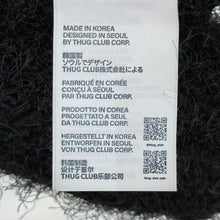 MADE IN KOREA
DESIGNED IN SEOUL
BY THUG CLUB CORP.
韓国製
ソウルでデザイン
THUG CLUB株式会社による
FABRIQUÉ EN CORÉE
CONÇU À SÉOUL
PAR THUG CLUB CORP.
PRODOTTO IN COREA
PROGETTATO A SEUL
DA THUG CLUB CORP.
HERGESTELLT IN KOREA
ENTWORFEN IN SEOUL
VON THUG CLUB CORP.
韩国制造
设计于首尔
THUG CLUB乐部公司